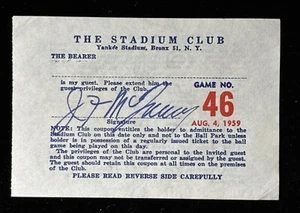 THE STADIUM CLUB
Yankee Stadium, Bronx 51, N. Y.
THE BEARER
is my guest. Please extend him the
guest privileges of the Club.
GAME NO.
46
AUG. 4, 1959
Signature
NOTE: This coupon entitles the holder to admittance to the
Stadium Club on this date only and not to the Ball Park unless
holder is in possession of a regularly issued ticket to the ball
game being played on this day.
The privileges of the Club are personal to the invited guest
and this coupon may not be transferred or assigned by the guest.
The guest should retain this coupon at all times on the premises
of the Club.
PLEASE READ REVERSE SIDE CAREFULLY